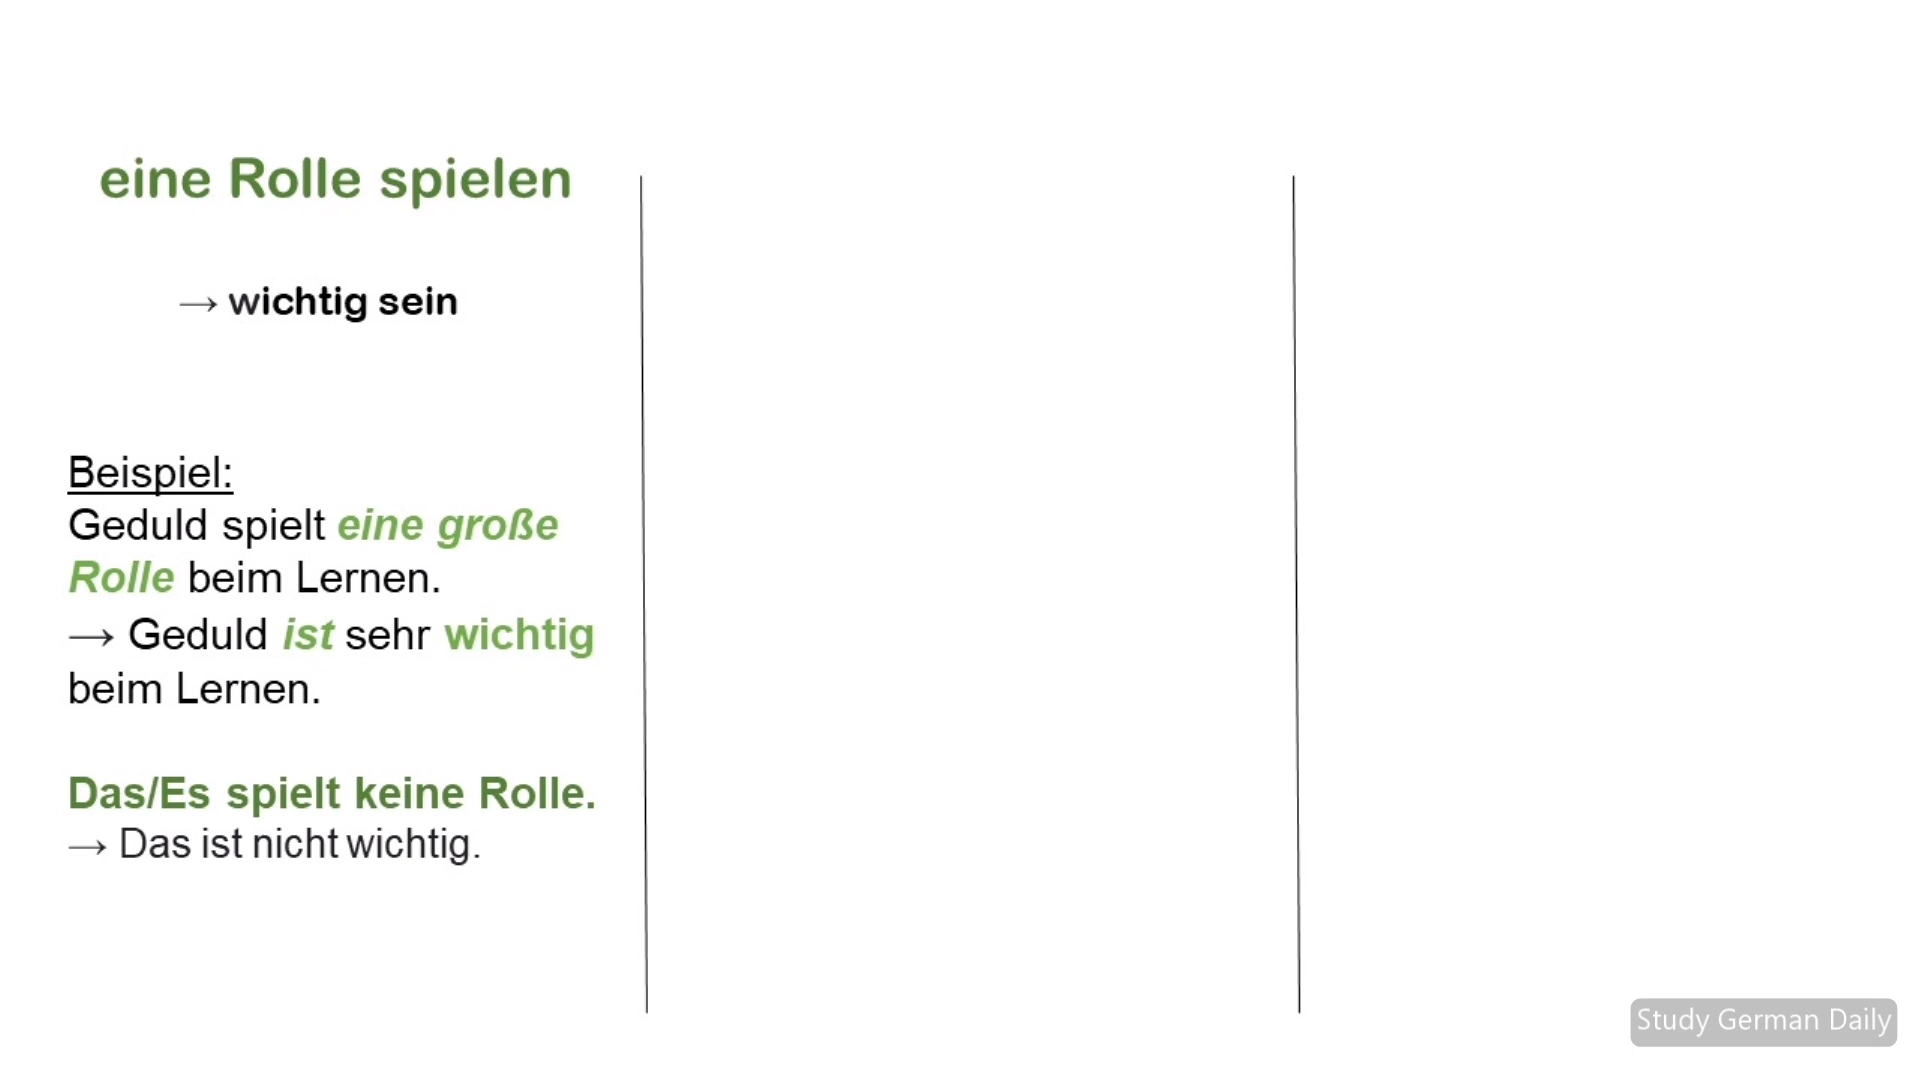 eine Rolle spielen
→ wichtig sein
Beispiel:
Geduld spielt eine große
Rolle beim Lernen.
→ Geduld ist sehr wichtig
beim Lernen.
Das/Es spielt keine Rolle.
→ Das ist nicht wichtig.
Study German Daily